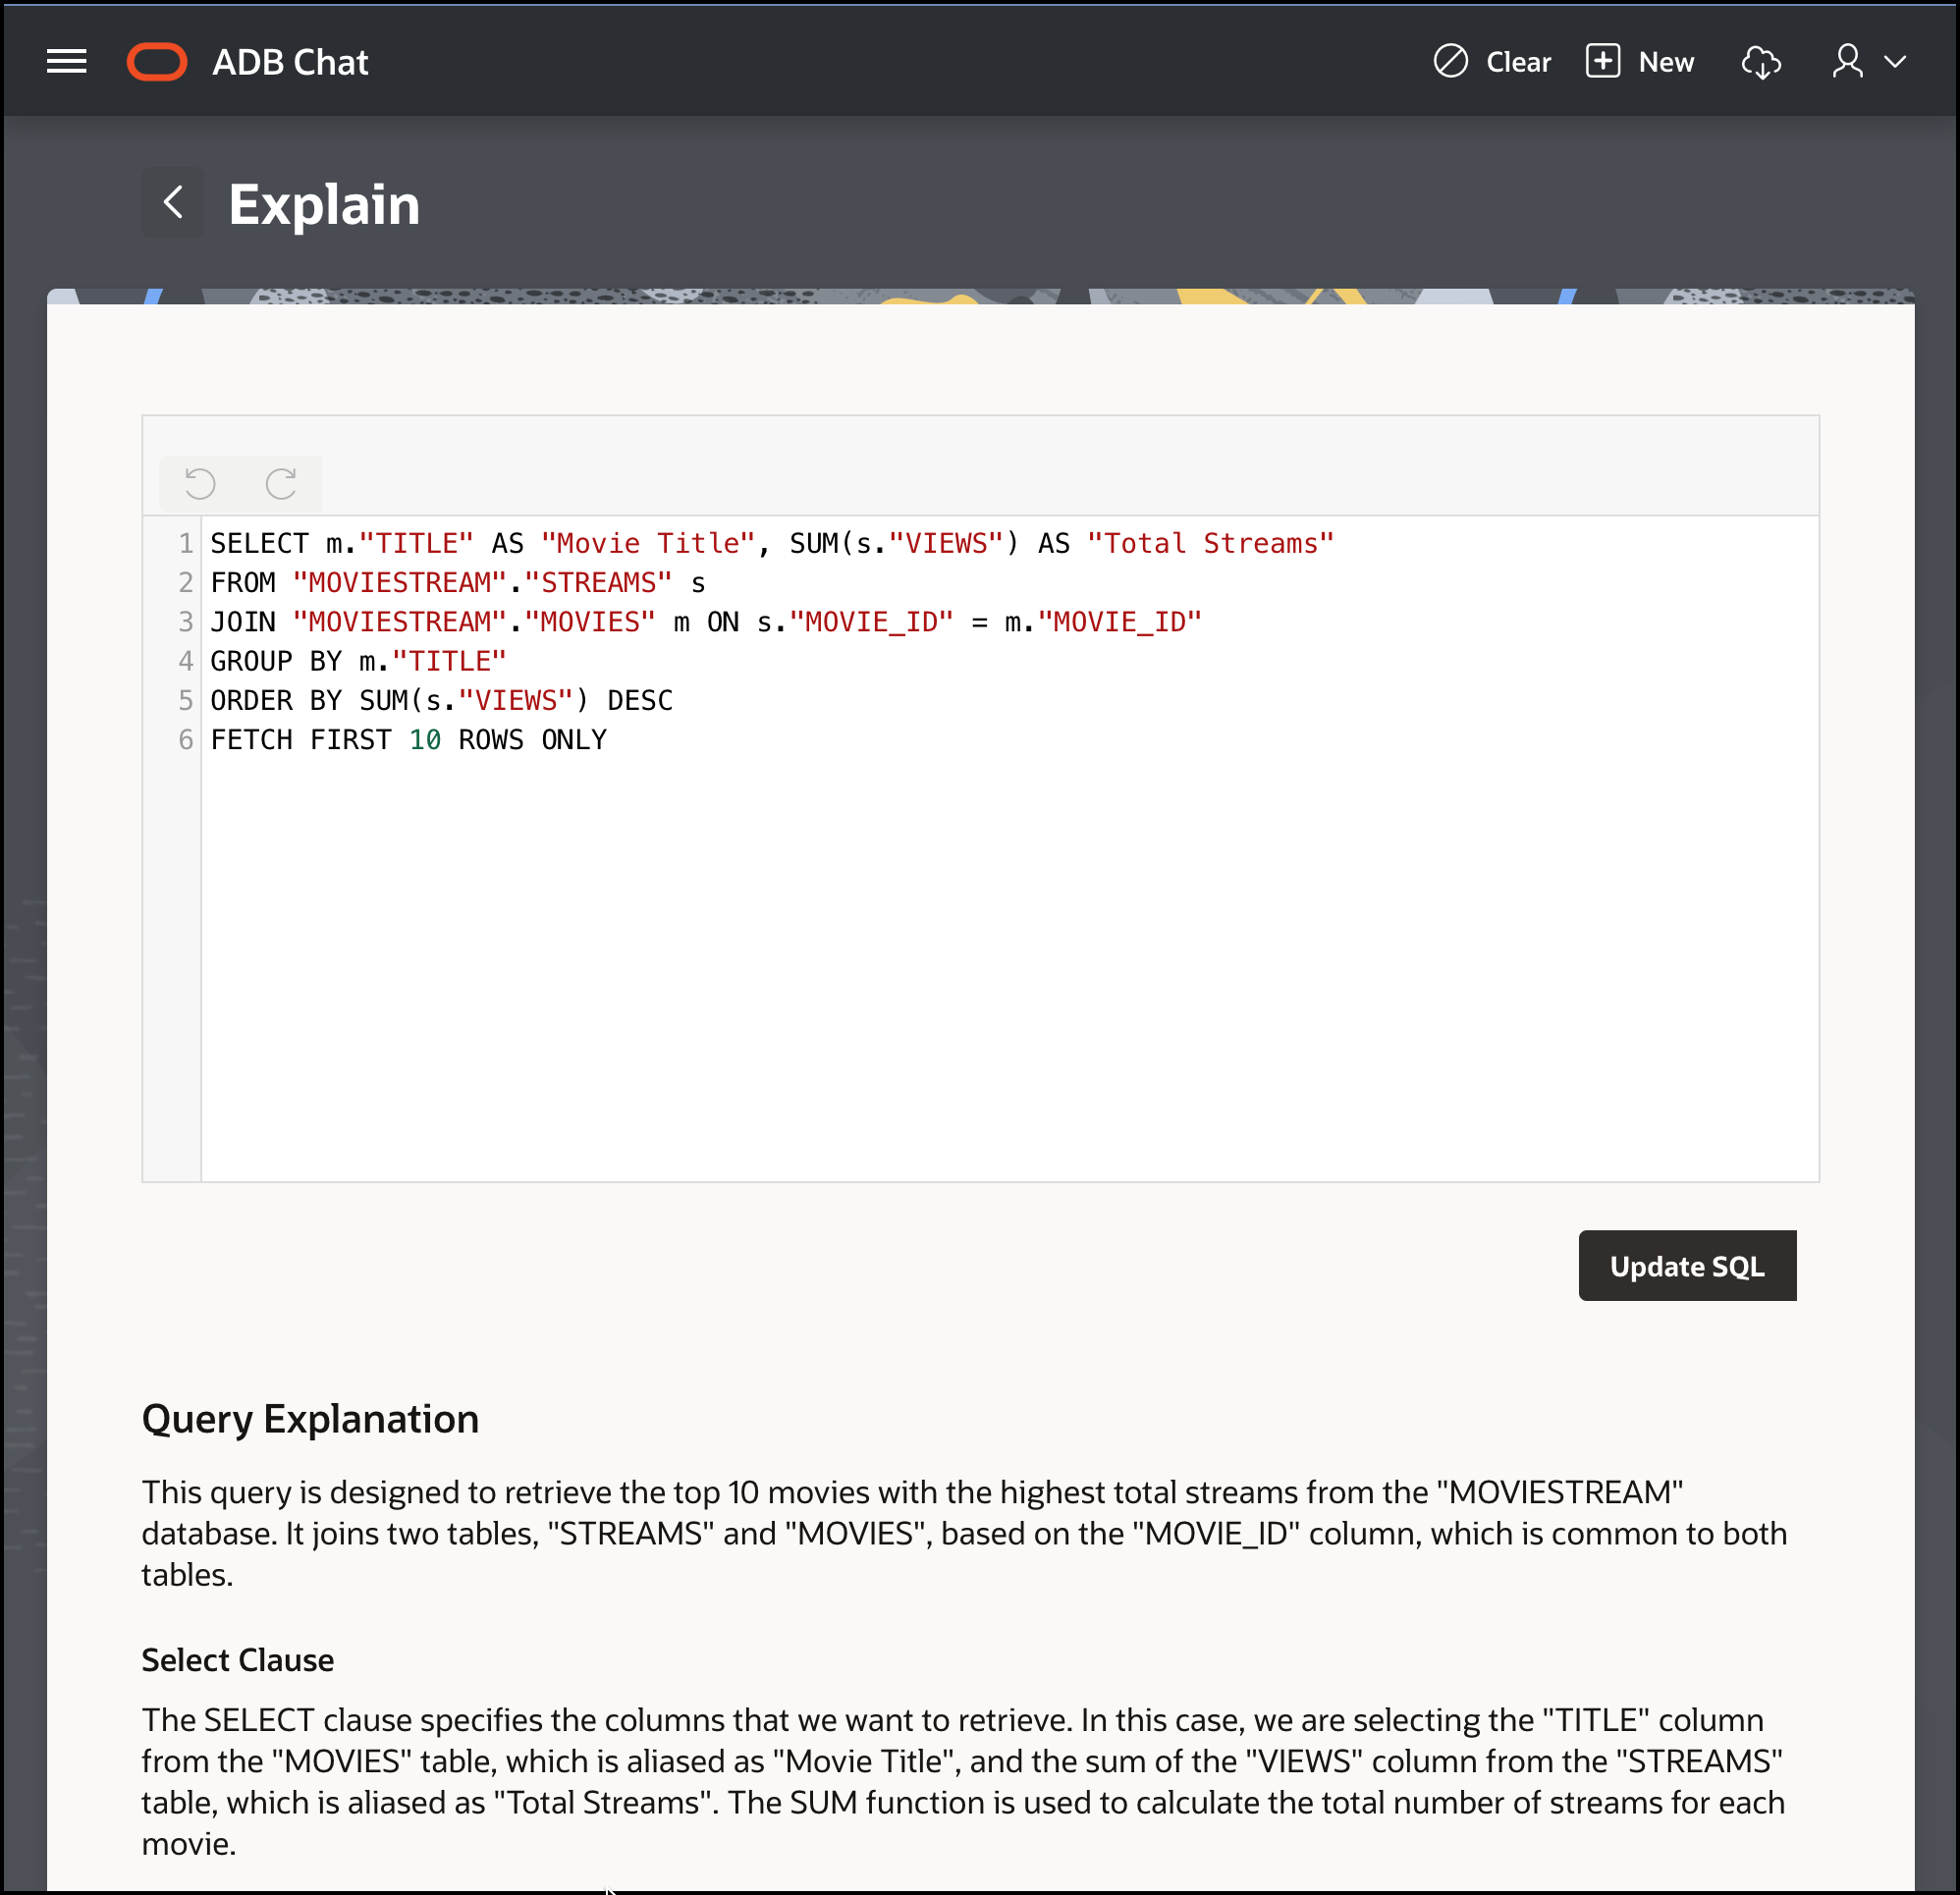 ADB Chat
Clear
New
Explain
1 SELECT m."TITLE" AS "Movie Title", SUM(s."VIEWS") AS "Total Streams"
2 FROM "MOVIESTREAM"."STREAMS" s
3 JOIN "MOVIESTREAM"."MOVIES" m ON s."MOVIE_ID" = m."MOVIE_ID"
4 GROUP BY m."TITLE"
5 ORDER BY SUM(s."VIEWS") DESC
6 FETCH FIRST 10 ROWS ONLY
Update SQL
Query Explanation
This query is designed to retrieve the top 10 movies with the highest total streams from the "MOVIESTREAM"
database. It joins two tables, "STREAMS" and "MOVIES", based on the "MOVIE_ID" column, which is common to both
tables.
Select Clause
The SELECT clause specifies the columns that we want to retrieve. In this case, we are selecting the "TITLE" column
from the "MOVIES" table, which is aliased as "Movie Title", and the sum of the "VIEWS" column from the "STREAMS"
table, which is aliased as "Total Streams". The SUM function is used to calculate the total number of streams for each
movie.